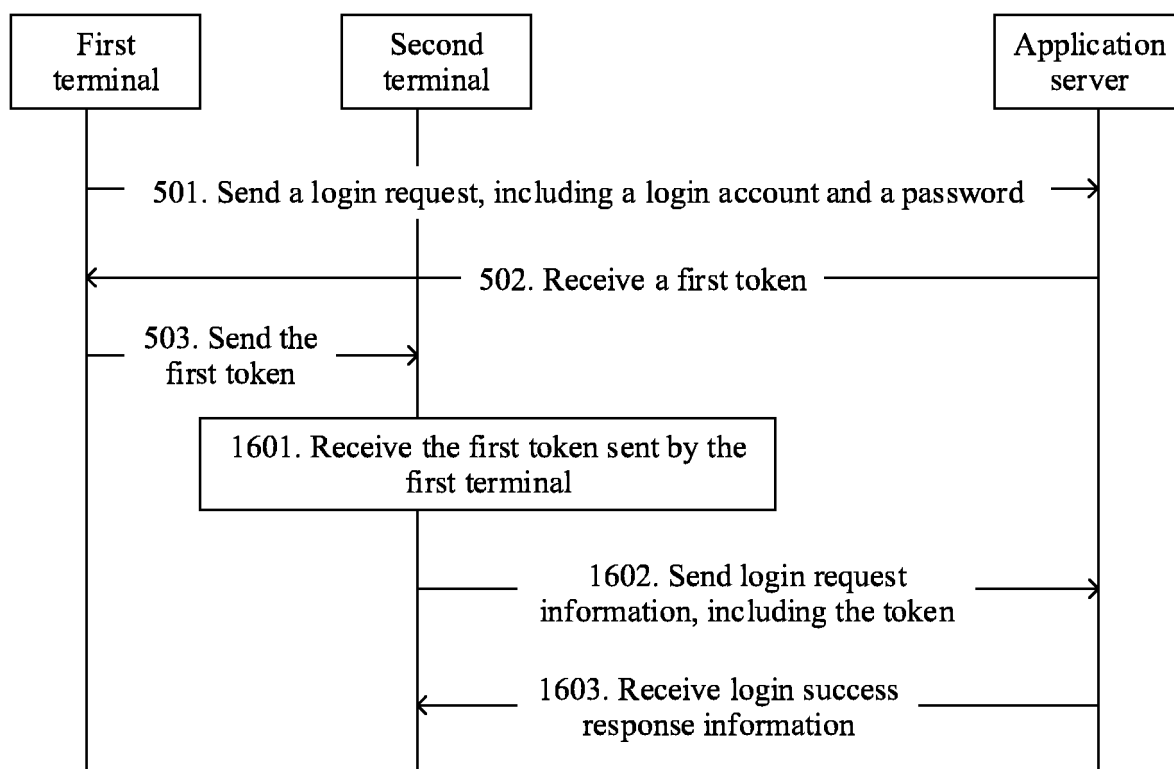 First
terminal
Second
terminal
Application
server
501. Send a login request, including a login account and a password
502. Receive a first token
503. Send the
first token
1601. Receive the first token sent by the
first terminal
1602. Send login request
information, including the token
1603. Receive login success
response information